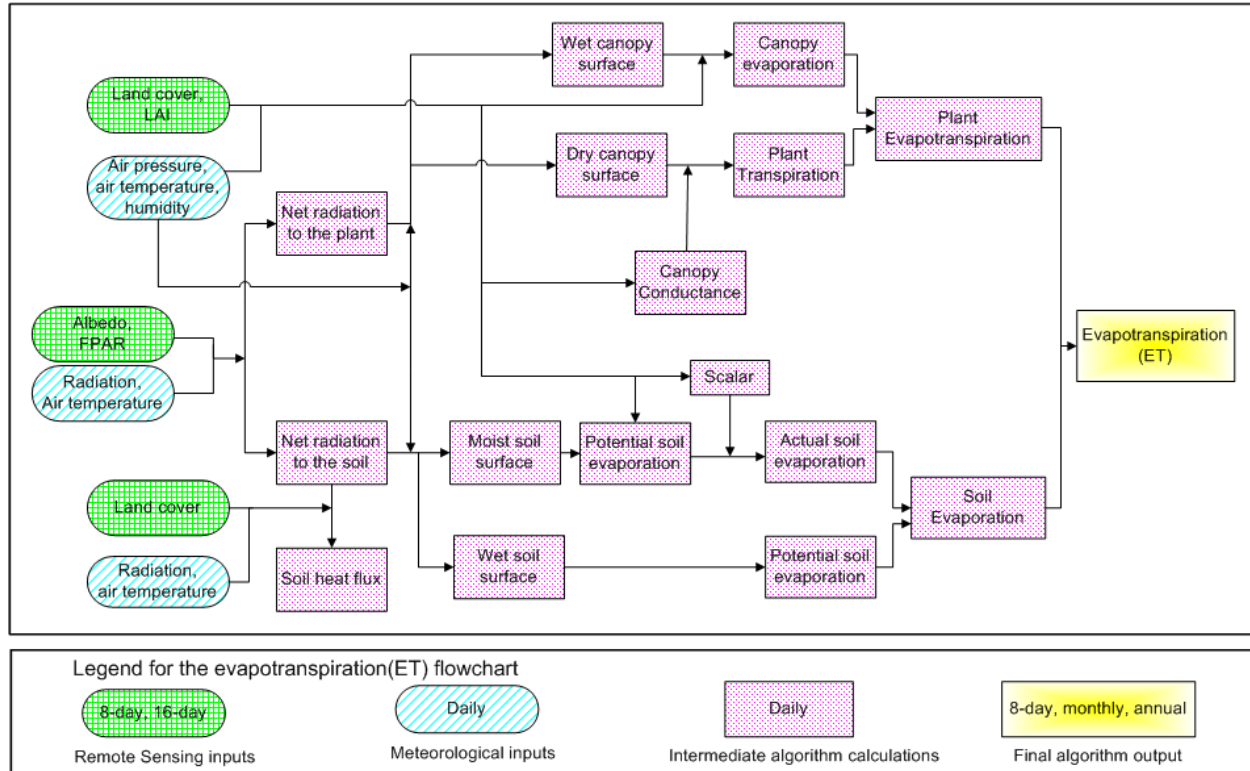 Wet canopy
surface
Canopy
evaporation
Land cover,
LAI
Plant
Evapotranspiration
Air pressure,
air temperature,
humidity
Dry canopy
surface
Plant
Transpiration
Net radiation
to the plant
Canopy
Conductance
Albedo,
FPAR
Evapotranspiration
(ET)
Radiation,
Air temperature
Scalar
Net radiation
to the soil
Moist soil
surface
Potential soil
evaporation
Actual soil
evaporation
Land cover
Soil
Evaporation
Radiation,
air temperature
Soil heat flux
Wet soil
surface
Potential soil
evaporation
Legend for the evapotranspiration(ET) flowchart
8-day, 16-day
Daily
Daily
8-day, monthly, annual
Remote Sensing inputs
Meteorological inputs
Intermediate algorithm calculations
Final algorithm output